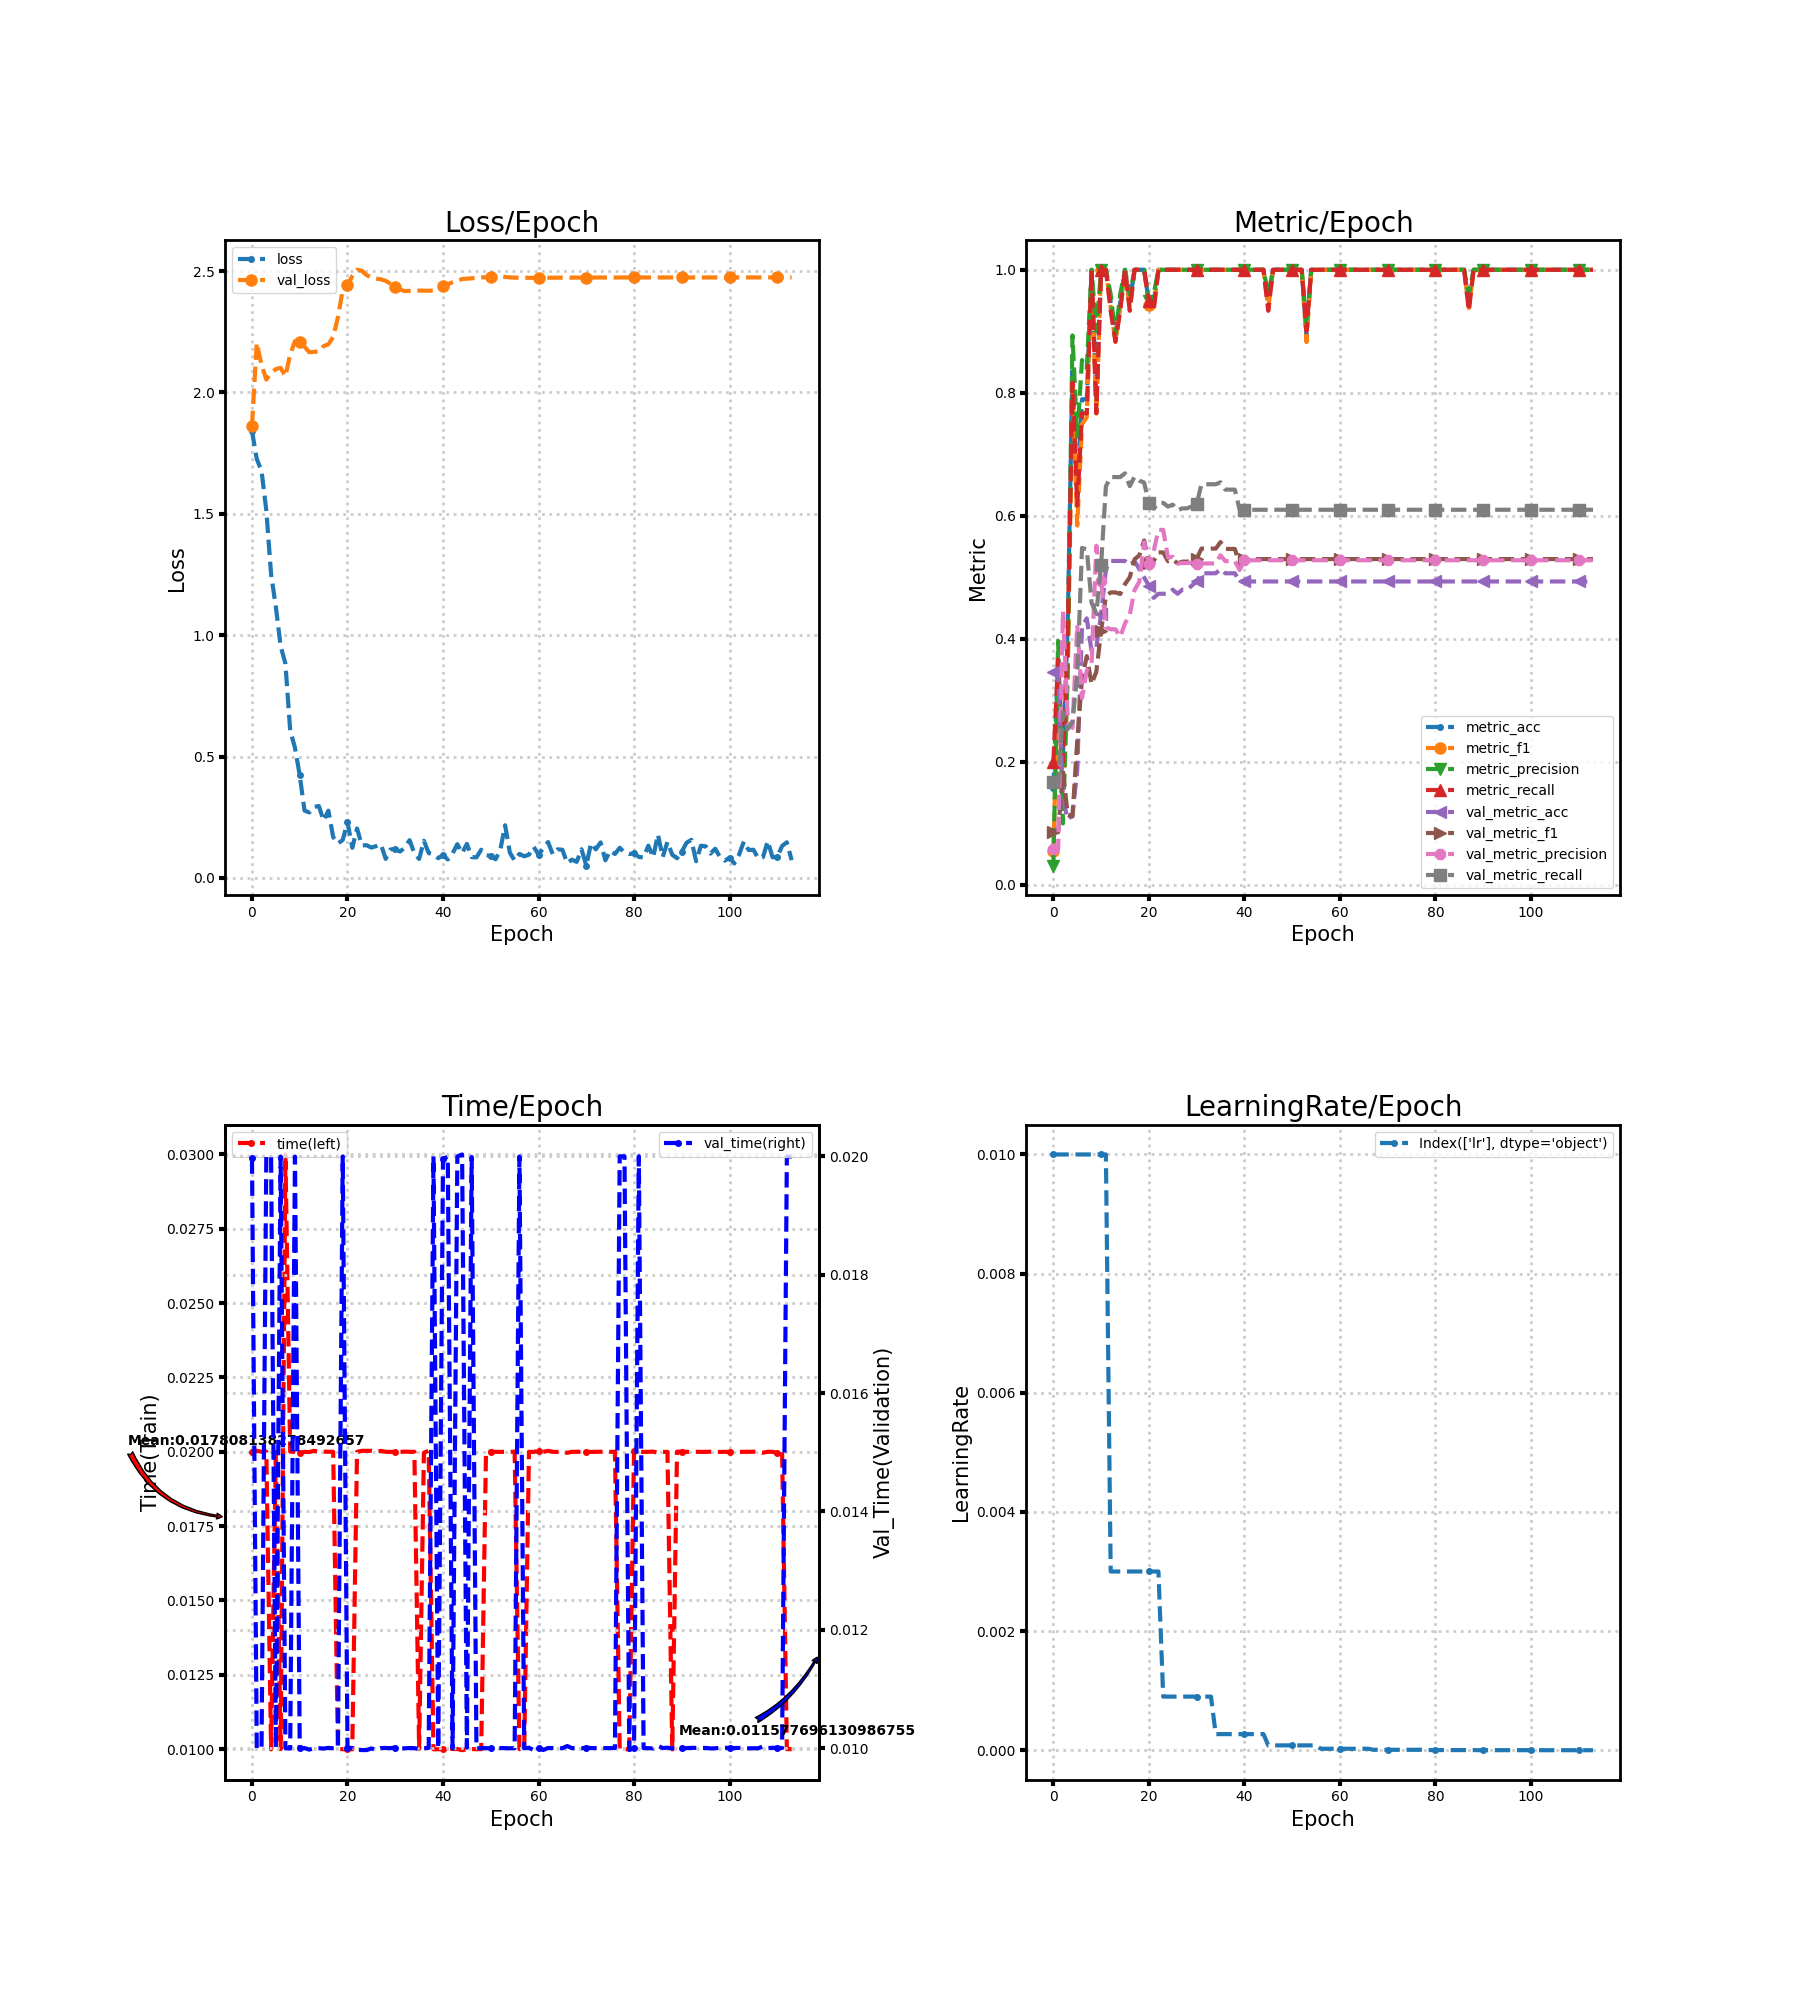 Loss/Epoch
loss
val_loss
Loss
2.5
2.0
1.5
1.0
0.5
0.0
0
20
40
60
80
100
Epoch
Metric/Epoch
Metric
1.0
0.8
0.6
0.4
0.2
0.0
metric_acc
metric_f1
metric_precision
metric_recall
val_metric_acc
val_metric_f1
val_metric_precision
val_metric_recall
0
20
40
60
80
100
Epoch
Time/Epoch
time(left)
val_time(right)
Time(Train)
0.0300
0.0275
0.0250
0.0225
0.0200
0.0175
0.0150
0.0125
0.0100
Val_Time(Validation)
0.020
0.018
0.016
0.014
0.012
0.010
0
20
40
60
80
100
Epoch
LearningRate/Epoch
Index(['lr'], dtype='object')
LearningRate
0.010
0.008
0.006
0.004
0.002
0.000
0
20
40
60
80
100
Epoch